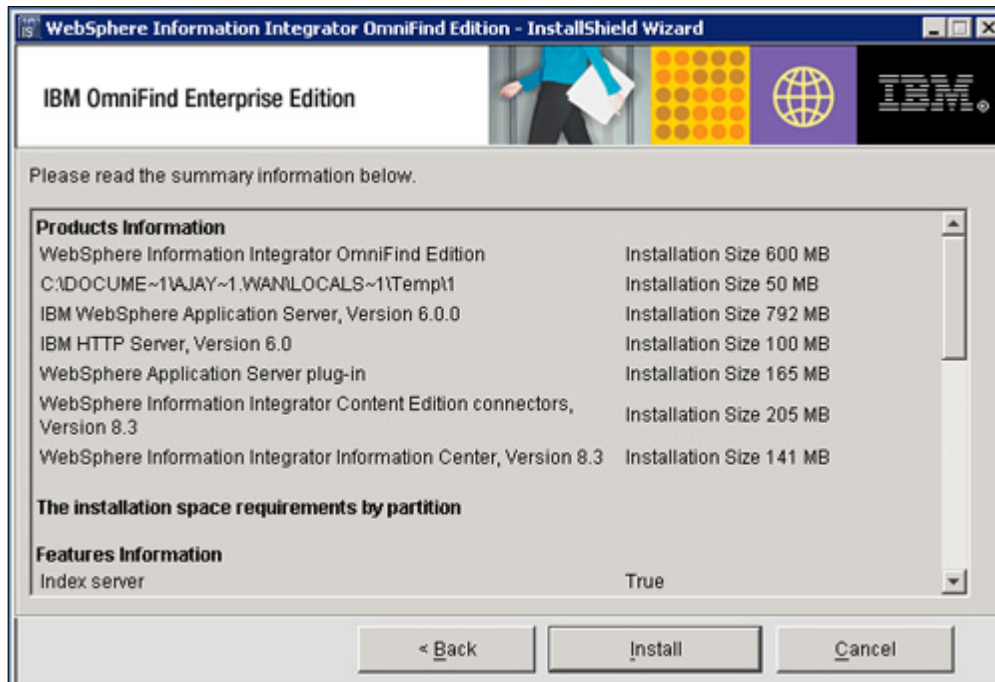 WebSphere Information Integrator OmniFind Edition - InstallShield Wizard
IBM OmniFind Enterprise Edition
IBM®
Please read the summary information below.
Products Information
WebSphere Information Integrator OmniFind Edition Installation Size 600 MB
C:\DOCUME~1\AJAY~1.WAN\LOCALS~1\Temp\1 Installation Size 50 MB
IBM WebSphere Application Server, Version 6.0.0 Installation Size 792 MB
IBM HTTP Server, Version 6.0 Installation Size 100 MB
WebSphere Application Server plug-in Installation Size 165 MB
WebSphere Information Integrator Content Edition connectors,
Version 8.3 Installation Size 205 MB
WebSphere Information Integrator Information Center, Version 8.3 Installation Size 141 MB
The installation space requirements by partition
Features Information
Index server True
< Back Install Cancel